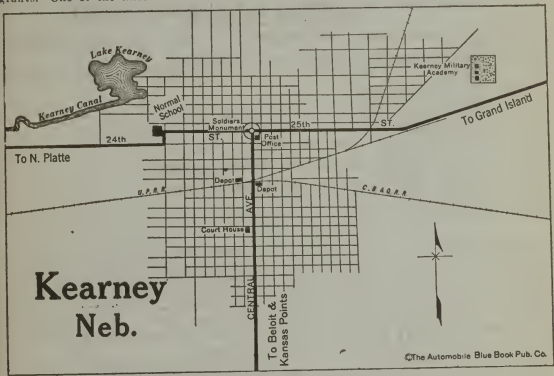 Lake Kearney
Kearney Canal
Normal
School
Soldiers
Monument
25th
ST.
24th
ST.
Post
Office
Kearney Military
Academy
To Grand Island
To N. Platte
Depot
Depot
U.P.R.R.
C.B.&Q.R.R.
AVE
Court House
CENTRAL
Kearney
Neb.
To Beloit &
Kansas Points
©The Automobile Blue Book Pub. Co.